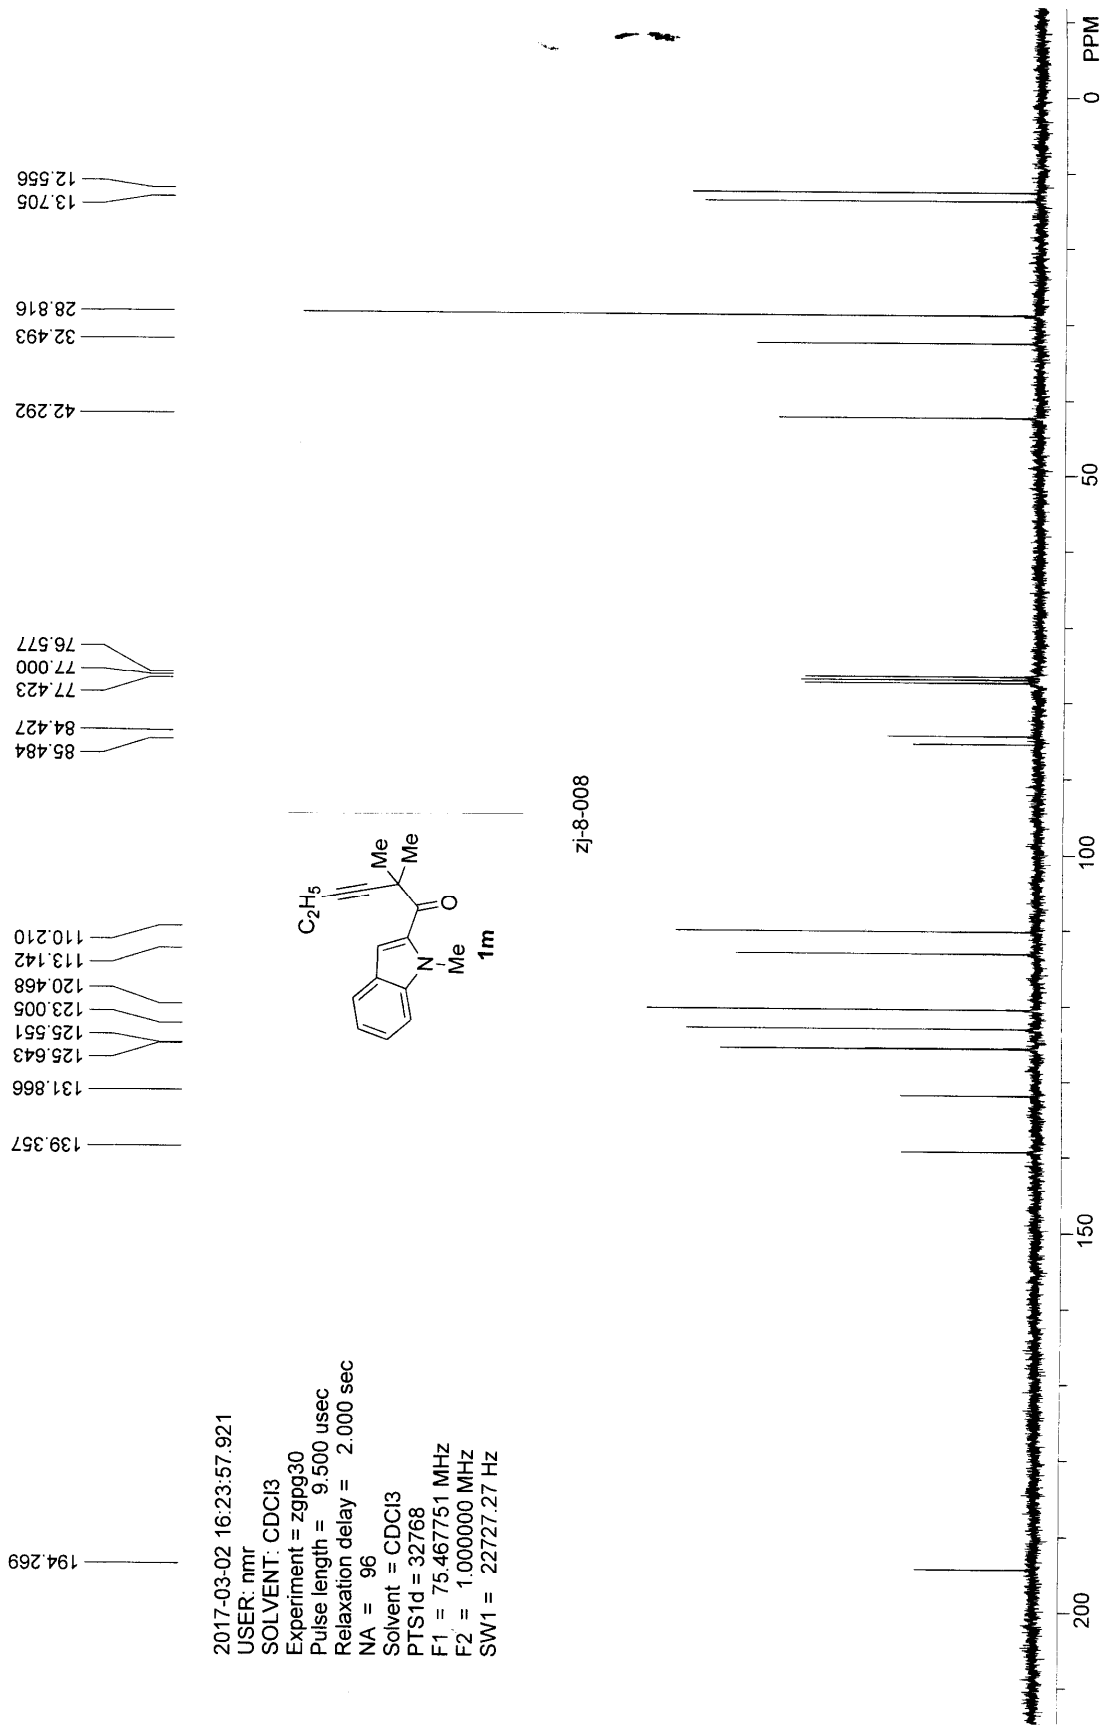 12.556
13.705
28.816
32.493
42.292
76.577
77.000
77.423
84.427
85.484
110.210
113.142
120.468
123.005
125.551
125.643
131.866
139.357
194.269
2017-03-02 16:23:57.921
USER: nmr
SOLVENT: CDCl3
Experiment = zgpg30
Pulse length = 9.500 usec
Relaxation delay = 2.000 sec
NA = 96
Solvent = CDCl3
PTS1d = 32768
F1 = 75.467751 MHz
F2 = 1.000000 MHz
SW1 = 22727.27 Hz
C2H5
Me
Me
O
N
Me
1m
zj-8-008
200
150
100
50
0
PPM